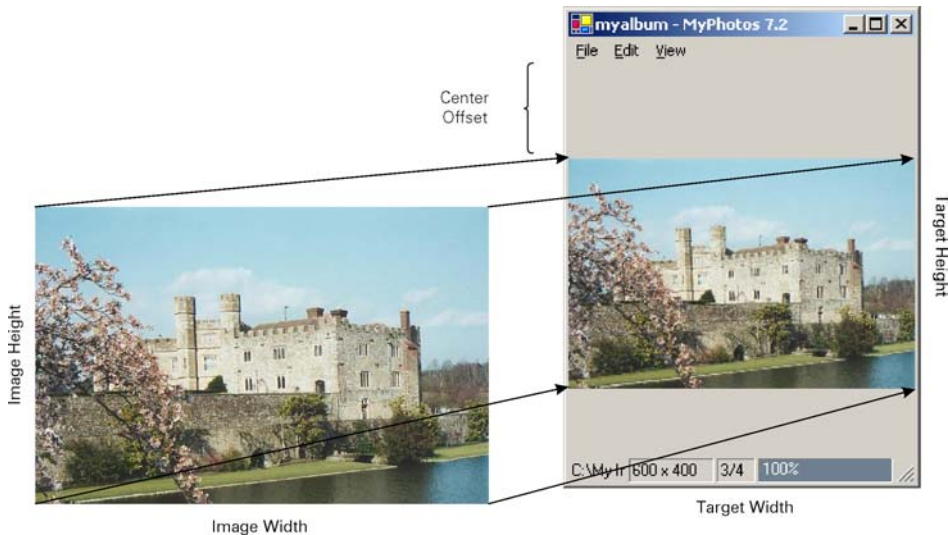 myalbum - MyPhotos 7.2
File Edit View
Center
Offset
Image Height
Target Height
C:\My Ir 600 x 400 3/4 100%
Target Width
Image Width